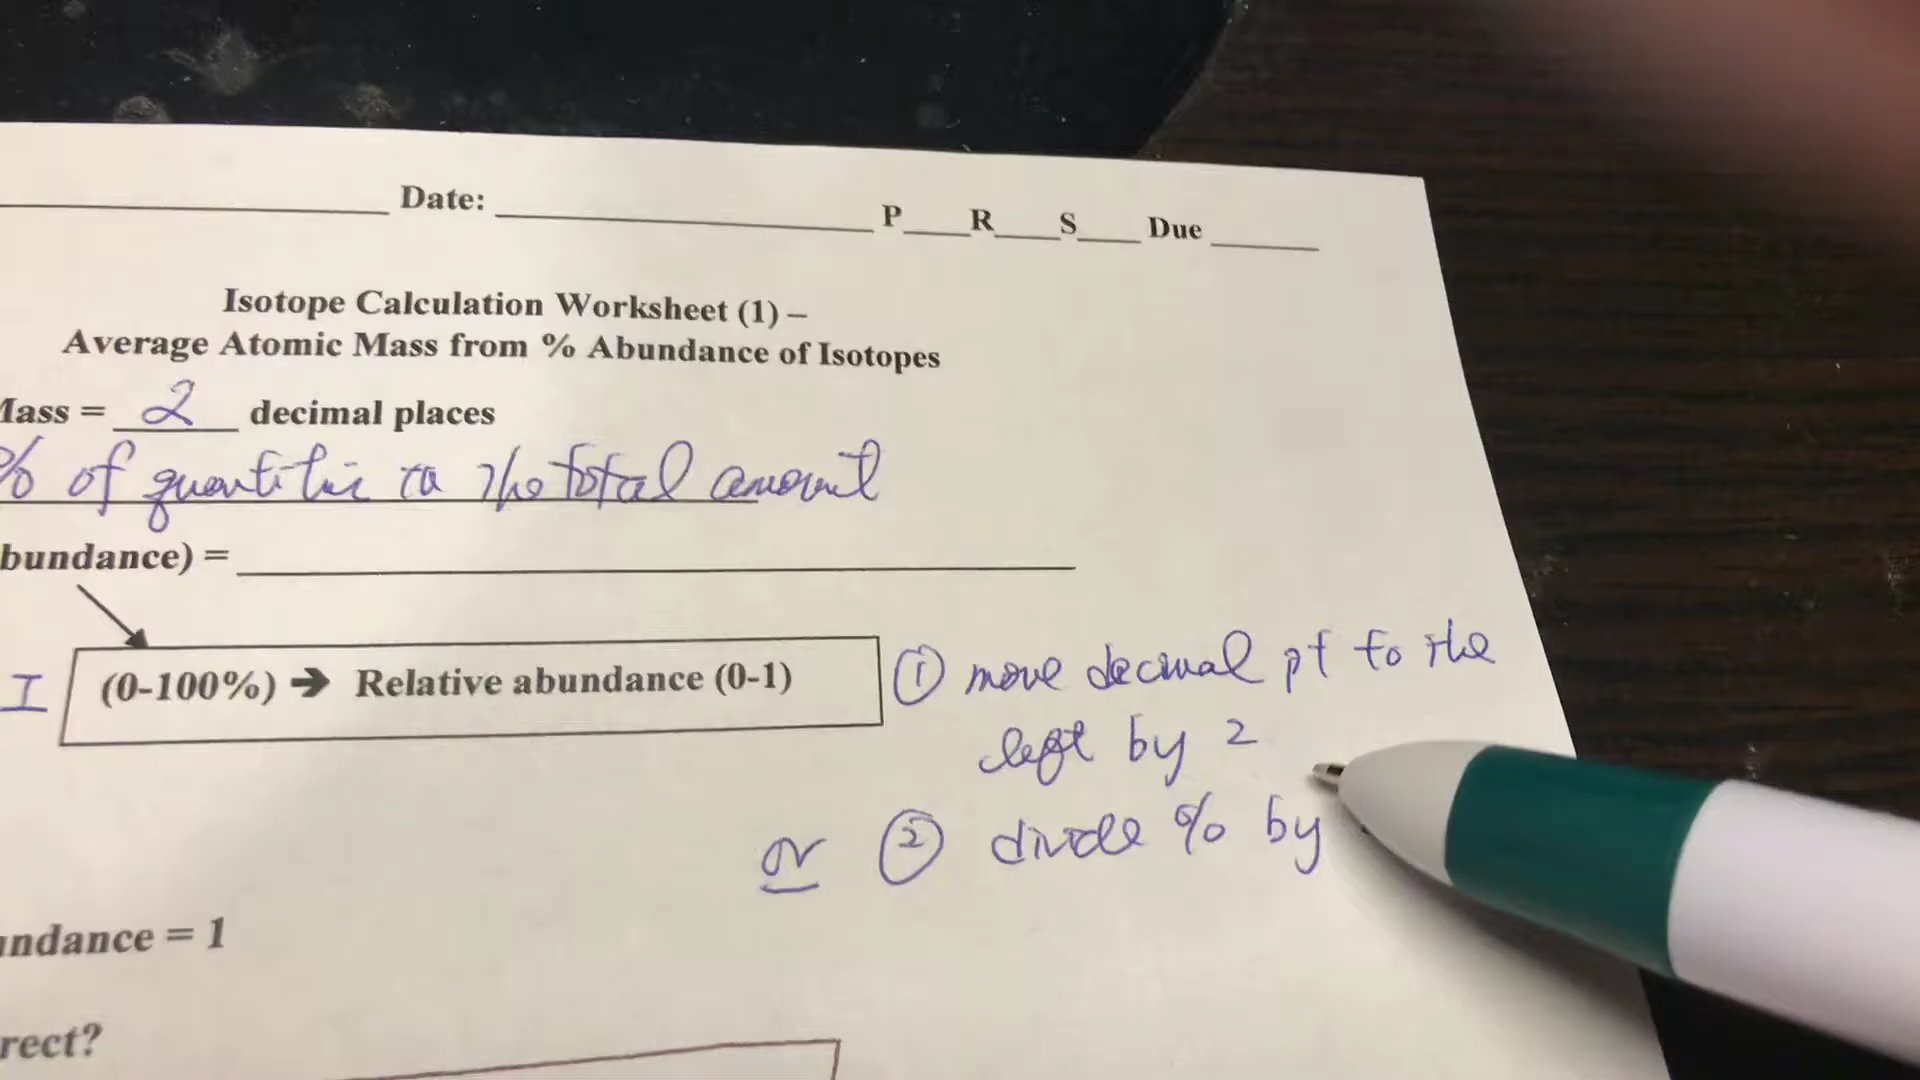 Date: P R S Due
Isotope Calculation Worksheet (1) –
Average Atomic Mass from % Abundance of Isotopes
Mass = 2 decimal places
% of quantities to the total amount
bundance) =
I (0-100%) ➔ Relative abundance (0-1) ① move decimal pt to the
left by 2
or ② divide % by
undance = 1
rrect?